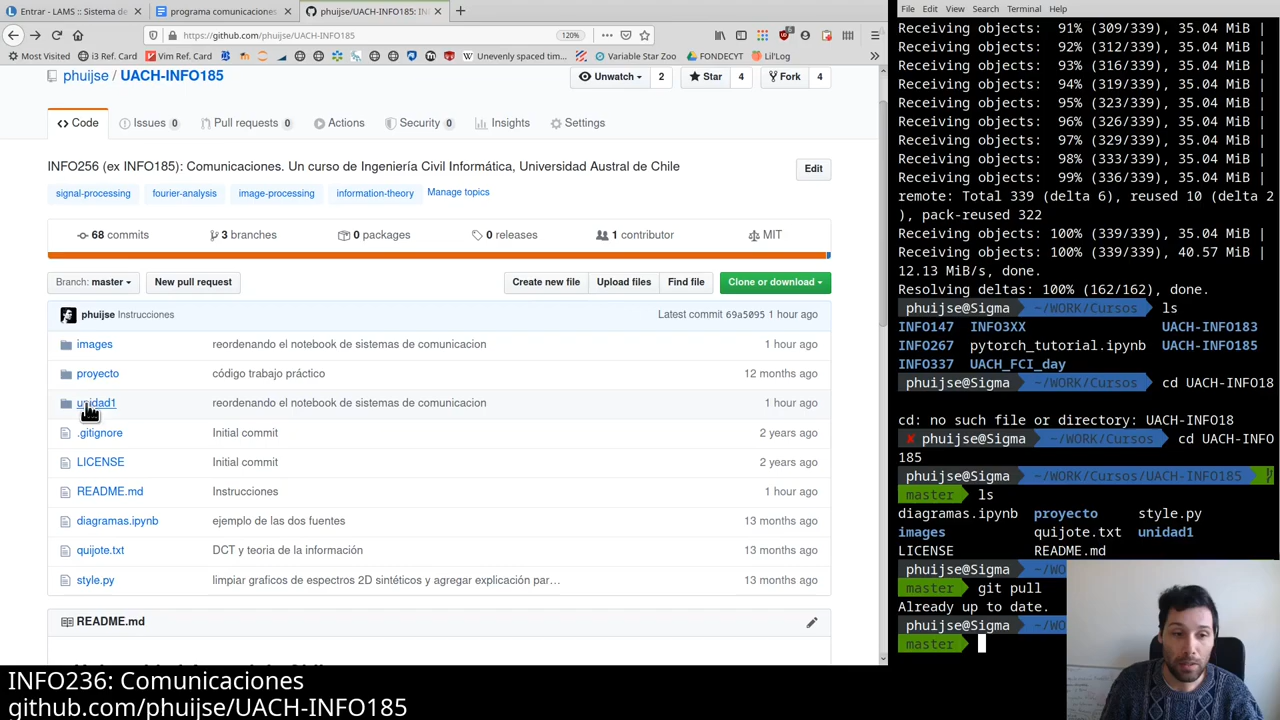 Entrar - LAMS :: Sistema de
programa comunicaciones
phuijse/UACH-INFO185: IN
https://github.com/phuijse/UACH-INFO185
120%
Most Visited
i3 Ref. Card
Vim Ref. Card
Unevenly spaced tim…
Variable Star Zoo
FONDECYT
Lil'Log
phuijse / UACH-INFO185
Unwatch 2
Star 4
Fork 4
Code
Issues 0
Pull requests 0
Actions
Security 0
Insights
Settings
INFO256 (ex INFO185): Comunicaciones. Un curso de Ingeniería Civil Informática, Universidad Austral de Chile
Edit
signal-processing
fourier-analysis
image-processing
information-theory
Manage topics
68 commits
3 branches
0 packages
0 releases
1 contributor
MIT
Branch: master
New pull request
Create new file
Upload files
Find file
Clone or download
phuijse Instrucciones
Latest commit 69a5095 1 hour ago
images reordenando el notebook de sistemas de comunicacion 1 hour ago
proyecto código trabajo práctico 12 months ago
unidad1 reordenando el notebook de sistemas de comunicacion 1 hour ago
.gitignore Initial commit 2 years ago
LICENSE Initial commit 2 years ago
README.md Instrucciones 1 hour ago
diagramas.ipynb ejemplo de las dos fuentes 13 months ago
quijote.txt DCT y teoria de la información 13 months ago
style.py limpiar graficos de espectros 2D sintéticos y agregar explicación par… 13 months ago
README.md
File Edit View Search Terminal Help
Receiving objects: 91% (309/339), 35.04 MiB |
Receiving objects: 92% (312/339), 35.04 MiB |
Receiving objects: 93% (316/339), 35.04 MiB |
Receiving objects: 94% (319/339), 35.04 MiB |
Receiving objects: 95% (323/339), 35.04 MiB |
Receiving objects: 96% (326/339), 35.04 MiB |
Receiving objects: 97% (329/339), 35.04 MiB |
Receiving objects: 98% (333/339), 35.04 MiB |
Receiving objects: 99% (336/339), 35.04 MiB |
remote: Total 339 (delta 6), reused 10 (delta 2
), pack-reused 322
Receiving objects: 100% (339/339), 35.04 MiB |
Receiving objects: 100% (339/339), 40.57 MiB |
12.13 MiB/s, done.
Resolving deltas: 100% (162/162), done.
phuijse@Sigma ~/WORK/Cursos ls
INFO147 INFO3XX UACH-INFO183
INFO267 pytorch_tutorial.ipynb UACH-INFO185
INFO337 UACH_FCI_day
phuijse@Sigma ~/WORK/Cursos cd UACH-INFO18
cd: no such file or directory: UACH-INFO18
✘ phuijse@Sigma ~/WORK/Cursos cd UACH-INFO
185
phuijse@Sigma ~/WORK/Cursos/UACH-INFO185
master ls
diagramas.ipynb proyecto style.py
images quijote.txt unidad1
LICENSE README.md
phuijse@Sigma ~/WO
master git pull
Already up to date.
phuijse@Sigma ~/WO
master
INFO236: Comunicaciones
github.com/phuijse/UACH-INFO185